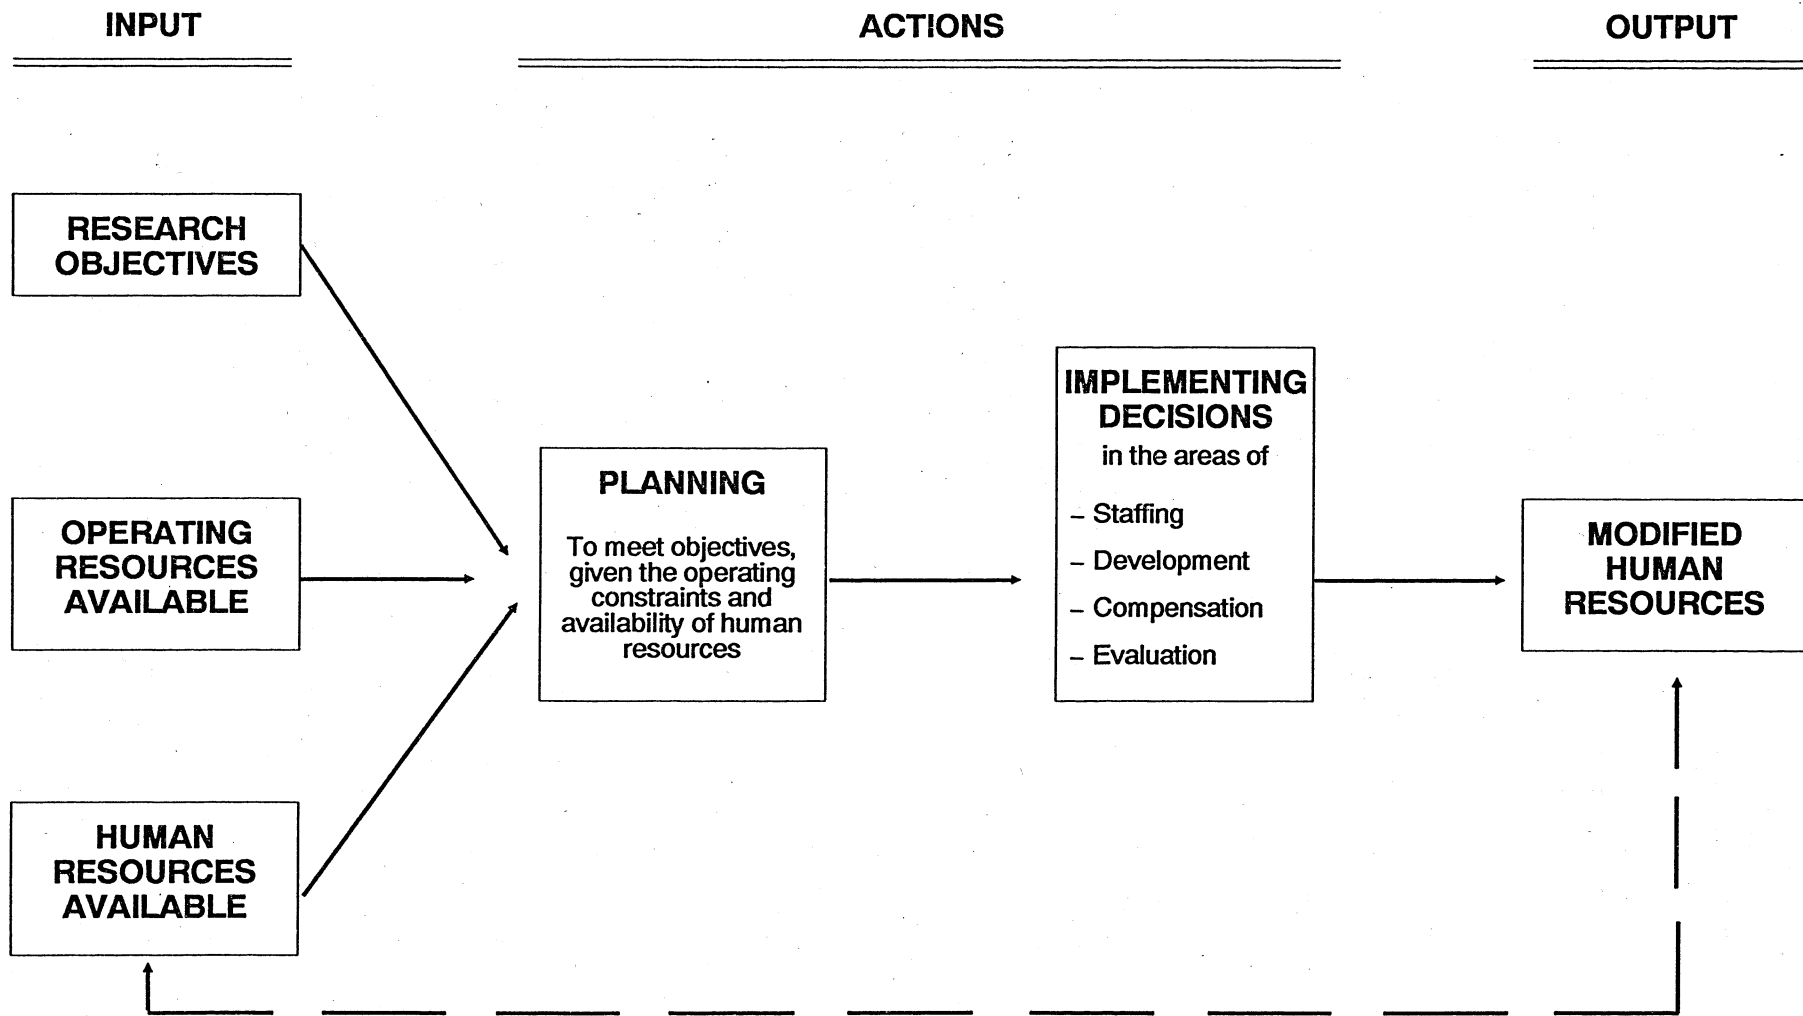 INPUT
ACTIONS
OUTPUT
RESEARCH
OBJECTIVES
OPERATING
RESOURCES
AVAILABLE
HUMAN
RESOURCES
AVAILABLE
PLANNING
To meet objectives,
given the operating
constraints and
availability of human
resources
IMPLEMENTING
DECISIONS
in the areas of
– Staffing
– Development
– Compensation
– Evaluation
MODIFIED
HUMAN
RESOURCES